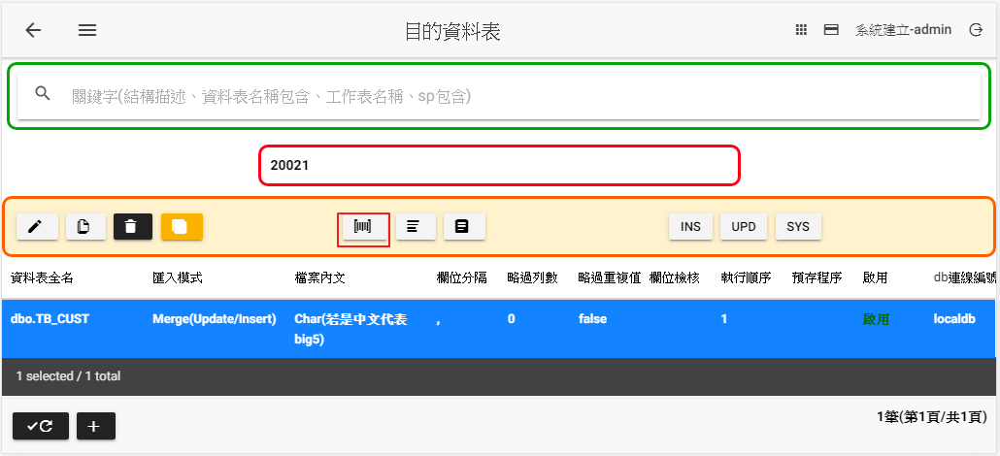 目的資料表
系統建立-admin
關鍵字(結構描述、資料表名稱包含、工作表名稱、sp包含)
20021
INS UPD SYS
資料表全名 匯入模式 檔案內文 欄位分隔 略過列數 略過重複值 欄位檢核 執行順序 預存程序 啟用 db連線編號
dbo.TB_CUST Merge(Update/Insert) Char(若是中文代表 , 0 false 1 啟用 localdb
big5)
1 selected / 1 total
1筆(第1頁/共1頁)